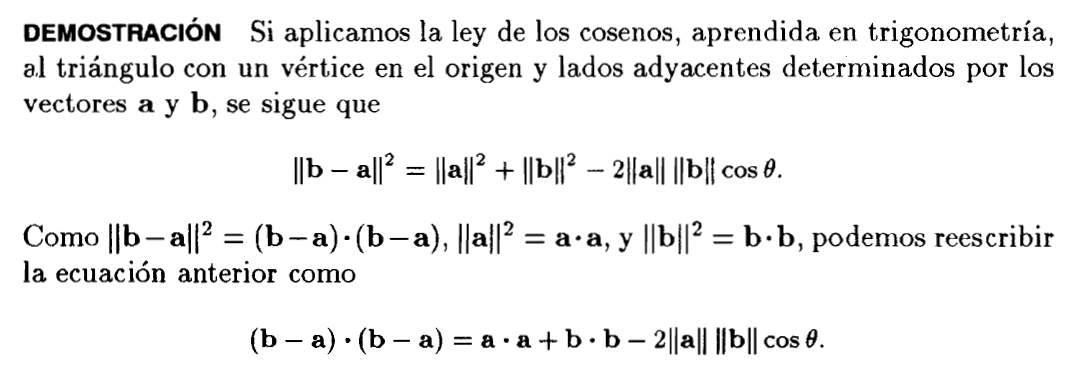 DEMOSTRACIÓN Si aplicamos la ley de los cosenos, aprendida en trigonometría,
al triángulo con un vértice en el origen y lados adyacentes determinados por los
vectores a y b, se sigue que
||b − a||² = ||a||² + ||b||² − 2||a|| ||b|| cos θ.
Como ||b−a||² = (b−a)·(b−a), ||a||² = a·a, y ||b||² = b·b, podemos reescribir
la ecuación anterior como
(b − a) · (b − a) = a · a + b · b − 2||a|| ||b|| cos θ.